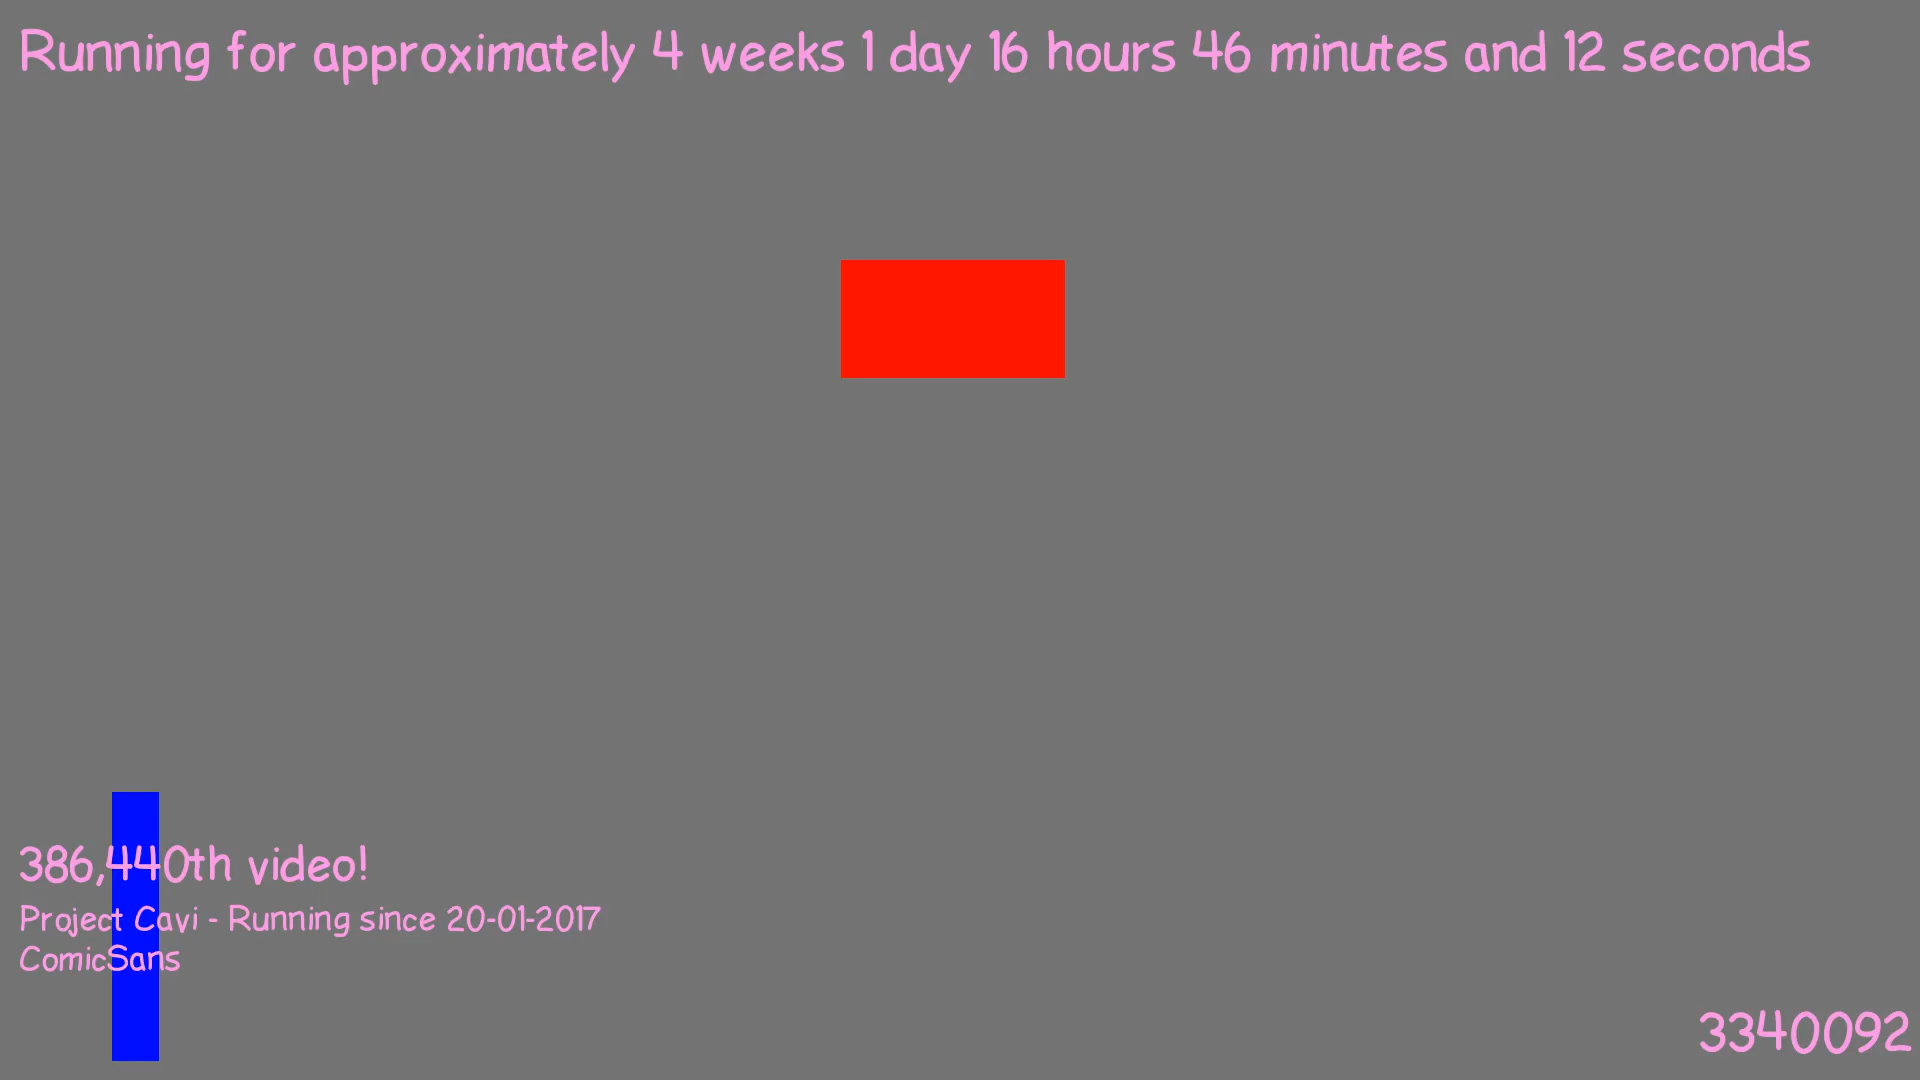 Running for approximately 4 weeks 1 day 16 hours 46 minutes and 12 seconds
386,440th video!
Project Cavi - Running since 20-01-2017
ComicSans
3340092